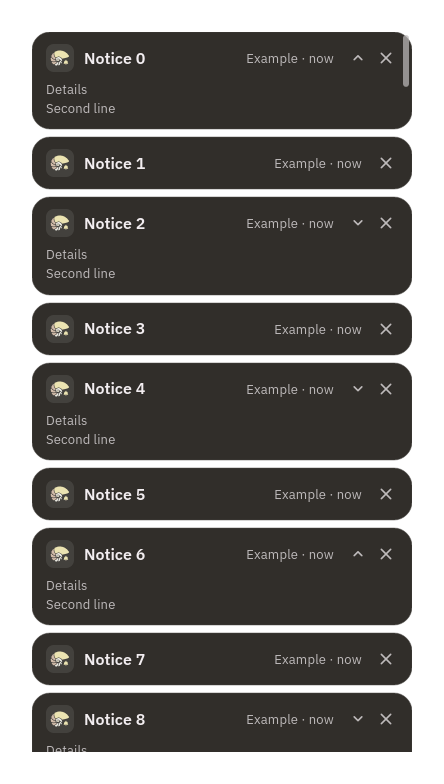 Notice 0 Example · now
Details
Second line
Notice 1 Example · now
Notice 2 Example · now
Details
Second line
Notice 3 Example · now
Notice 4 Example · now
Details
Second line
Notice 5 Example · now
Notice 6 Example · now
Details
Second line
Notice 7 Example · now
Notice 8 Example · now
Details